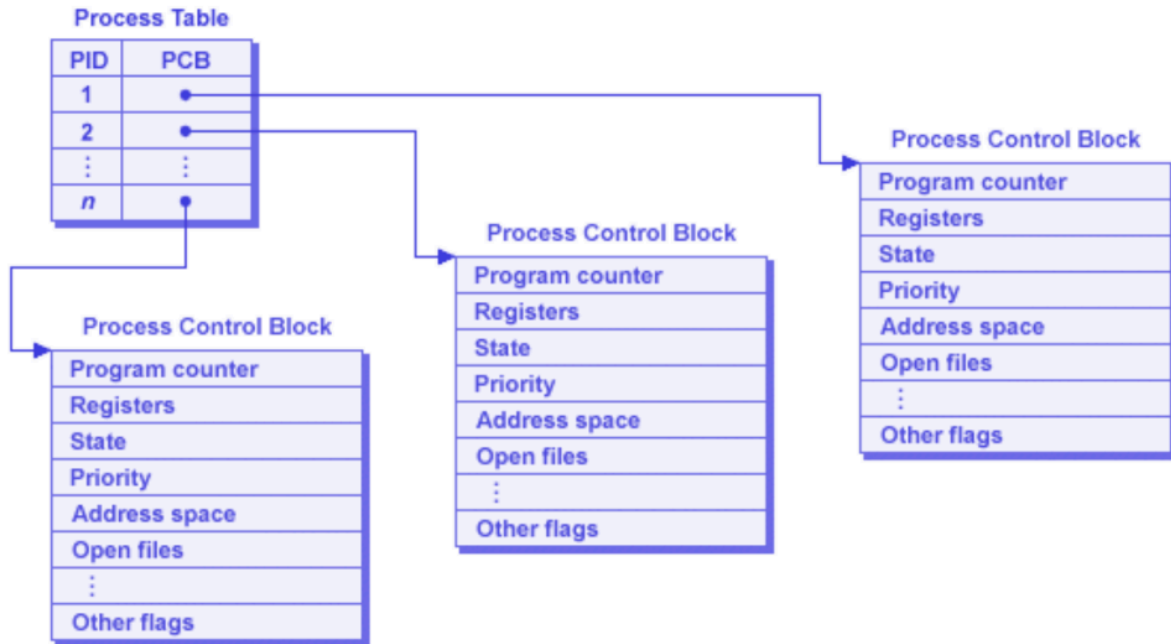 Process Table
PID PCB
1
2
⋮ ⋮
n
Process Control Block
Program counter
Registers
State
Priority
Address space
Open files
⋮
Other flags
Process Control Block
Program counter
Registers
State
Priority
Address space
Open files
⋮
Other flags
Process Control Block
Program counter
Registers
State
Priority
Address space
Open files
⋮
Other flags